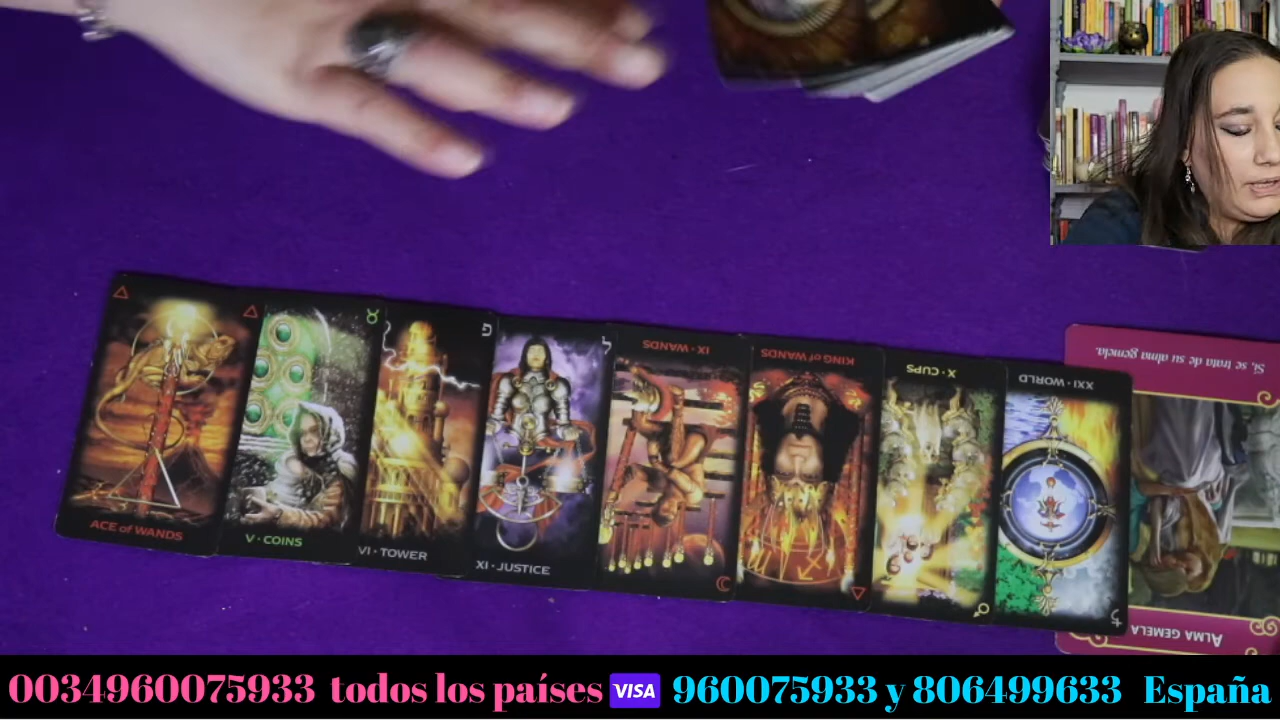 Sí, se trata de su alma gemela.
IX · WANDS
KING of WANDS
X · CUPS
XXI · WORLD
ACE of WANDS
V · COINS
VI · TOWER
XI · JUSTICE
ALMA GEMELA
0034960075933 todos los países VISA 960075933 y 806499633 España